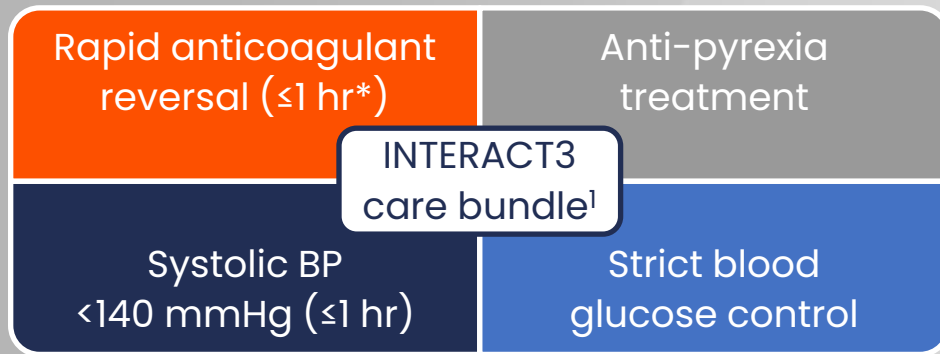 Rapid anticoagulant
reversal (≤1 hr*)
Anti-pyrexia
treatment
INTERACT3
care bundle¹
Systolic BP
<140 mmHg (≤1 hr)
Strict blood
glucose control